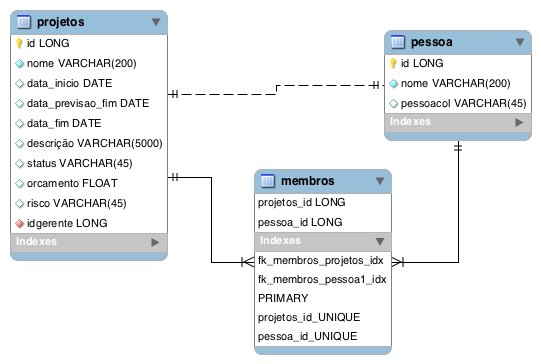 projetos
id LONG
nome VARCHAR(200)
data_inicio DATE
data_previsao_fim DATE
data_fim DATE
descrição VARCHAR(5000)
status VARCHAR(45)
orcamento FLOAT
risco VARCHAR(45)
idgerente LONG
Indexes
pessoa
id LONG
nome VARCHAR(200)
pessoacol VARCHAR(45)
Indexes
membros
projetos_id LONG
pessoa_id LONG
Indexes
fk_membros_projetos_idx
fk_membros_pessoa1_idx
PRIMARY
projetos_id_UNIQUE
pessoa_id_UNIQUE